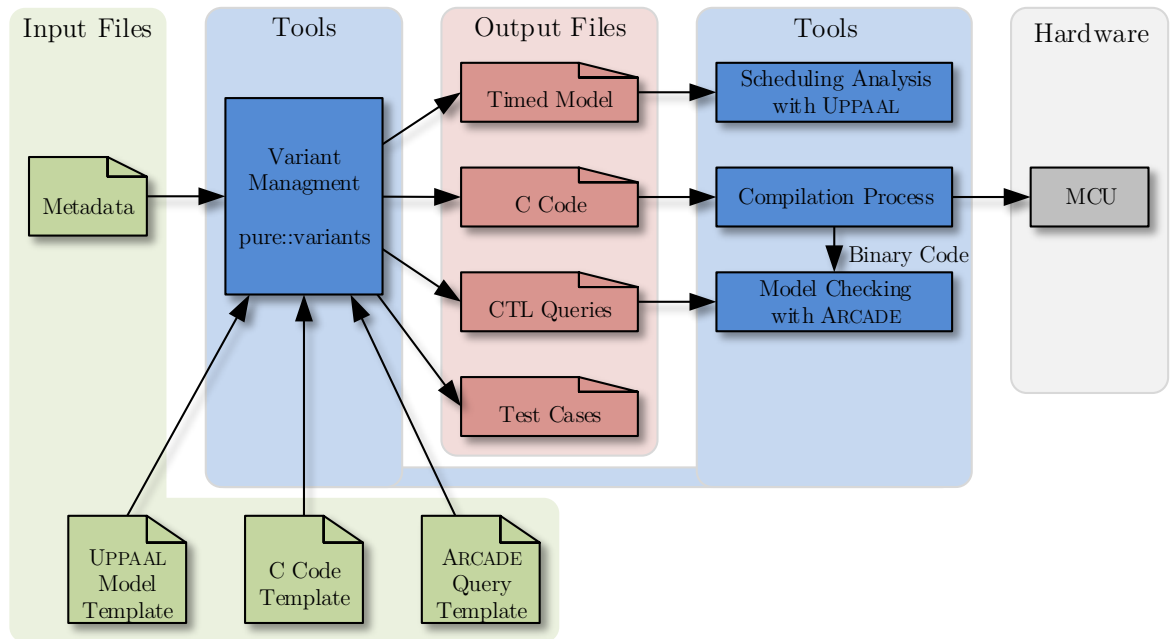 Input Files
Tools
Output Files
Tools
Hardware
Metadata
Variant
Managment
pure::variants
Timed Model
C Code
CTL Queries
Test Cases
Scheduling Analysis
with UPPAAL
Compilation Process
Binary Code
Model Checking
with ARCADE
MCU
UPPAAL
Model
Template
C Code
Template
ARCADE
Query
Template